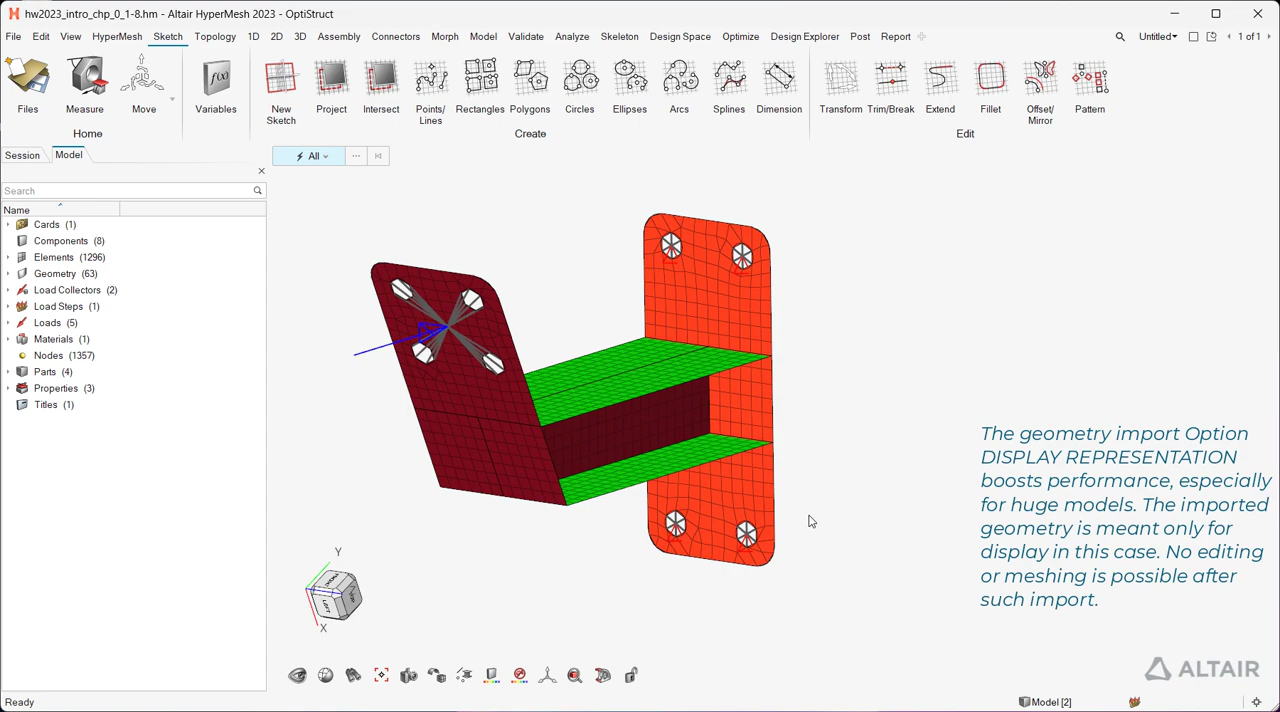 hw2023_intro_chp_0_1-8.hm - Altair HyperMesh 2023 - OptiStruct
File Edit View HyperMesh Sketch Topology 1D 2D 3D Assembly Connectors Morph Model Validate Analyze Skeleton Design Space Optimize Design Explorer Post Report Untitled 1 of 1
Files Measure Move Variables New Sketch Project Intersect Points/Lines Rectangles Polygons Circles Ellipses Arcs Splines Dimension Transform Trim/Break Extend Fillet Offset/Mirror Pattern
f(x)
Home Create Edit
Session Model
All
Search
Name
Cards (1)
Components (8)
Elements (1296)
Geometry (63)
Load Collectors (2)
Load Steps (1)
Loads (5)
Materials (1)
Nodes (1357)
Parts (4)
Properties (3)
Titles (1)
The geometry import Option
DISPLAY REPRESENTATION
boosts performance, especially
for huge models. The imported
geometry is meant only for
display in this case. No editing
or meshing is possible after
such import.
Y
LEFT
X
ALTAIR
Ready Model [2]